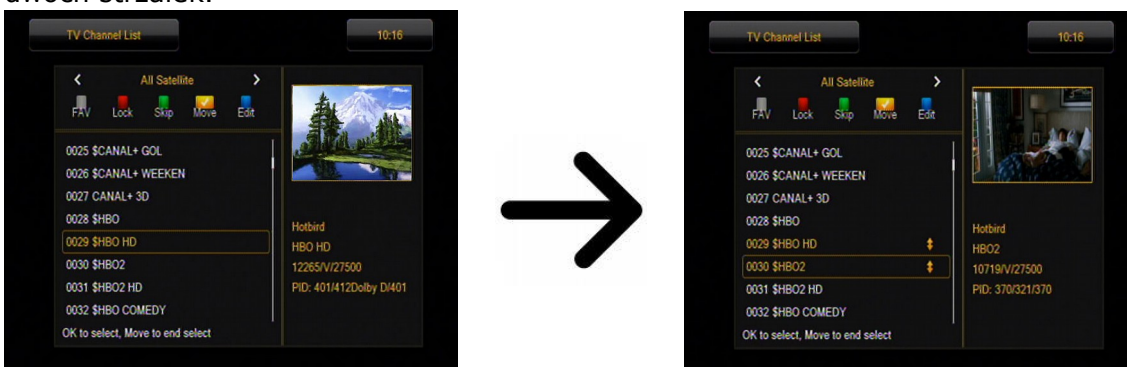 dwóch strzałek.
TV Channel List
10:16
All Satellite
FAV Lock Skip Move Edit
0025 $CANAL+ GOL
0026 $CANAL+ WEEKEN
0027 CANAL+ 3D
0028 $HBO
0029 $HBO HD
0030 $HBO2
0031 $HBO2 HD
0032 $HBO COMEDY
OK to select, Move to end select
Hotbird
HBO HD
12265/V/27500
PID: 401/412Dolby D/401
TV Channel List
10:16
All Satellite
FAV Lock Skip Move Edit
0025 $CANAL+ GOL
0026 $CANAL+ WEEKEN
0027 CANAL+ 3D
0028 $HBO
0029 $HBO HD
0030 $HBO2
0031 $HBO2 HD
0032 $HBO COMEDY
OK to select, Move to end select
Hotbird
HBO2
10719/V/27500
PID: 370/321/370